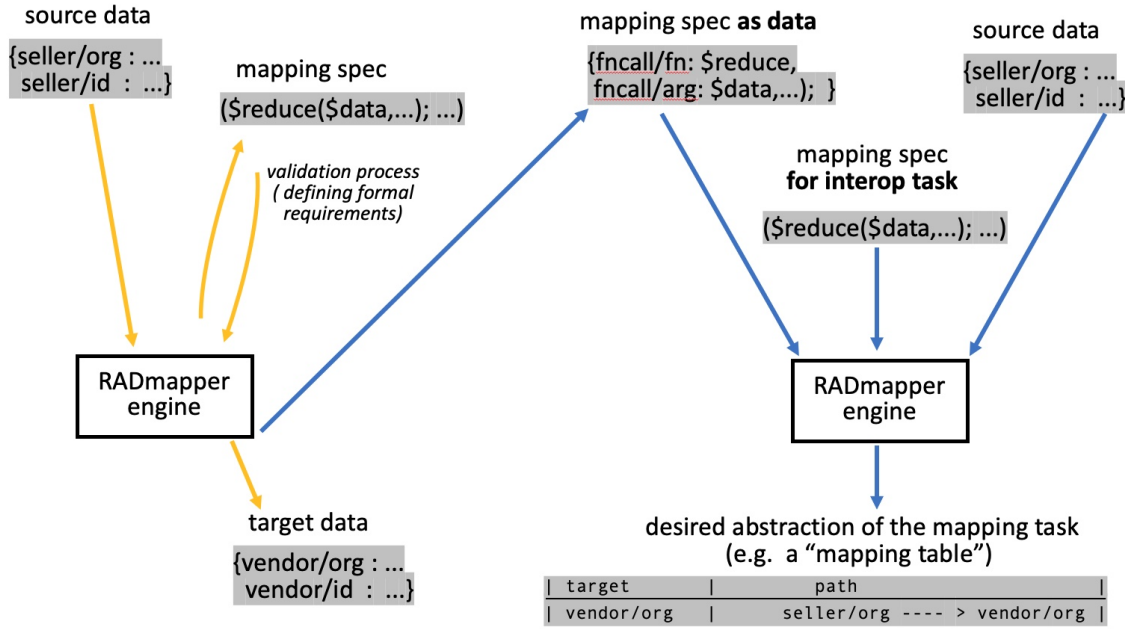 source data
{seller/org : ...
seller/id : ...}
mapping spec
($reduce($data,...); ...)
validation process
( defining formal
requirements)
RADmapper
engine
target data
{vendor/org : ...
vendor/id : ...}
mapping spec as data
{fncall/fn: $reduce,
fncall/arg: $data,...); }
source data
{seller/org : ...
seller/id : ...}
mapping spec
for interop task
($reduce($data,...); ...)
RADmapper
engine
desired abstraction of the mapping task
(e.g. a “mapping table”)
| target | path |
| vendor/org | seller/org ---- > vendor/org |